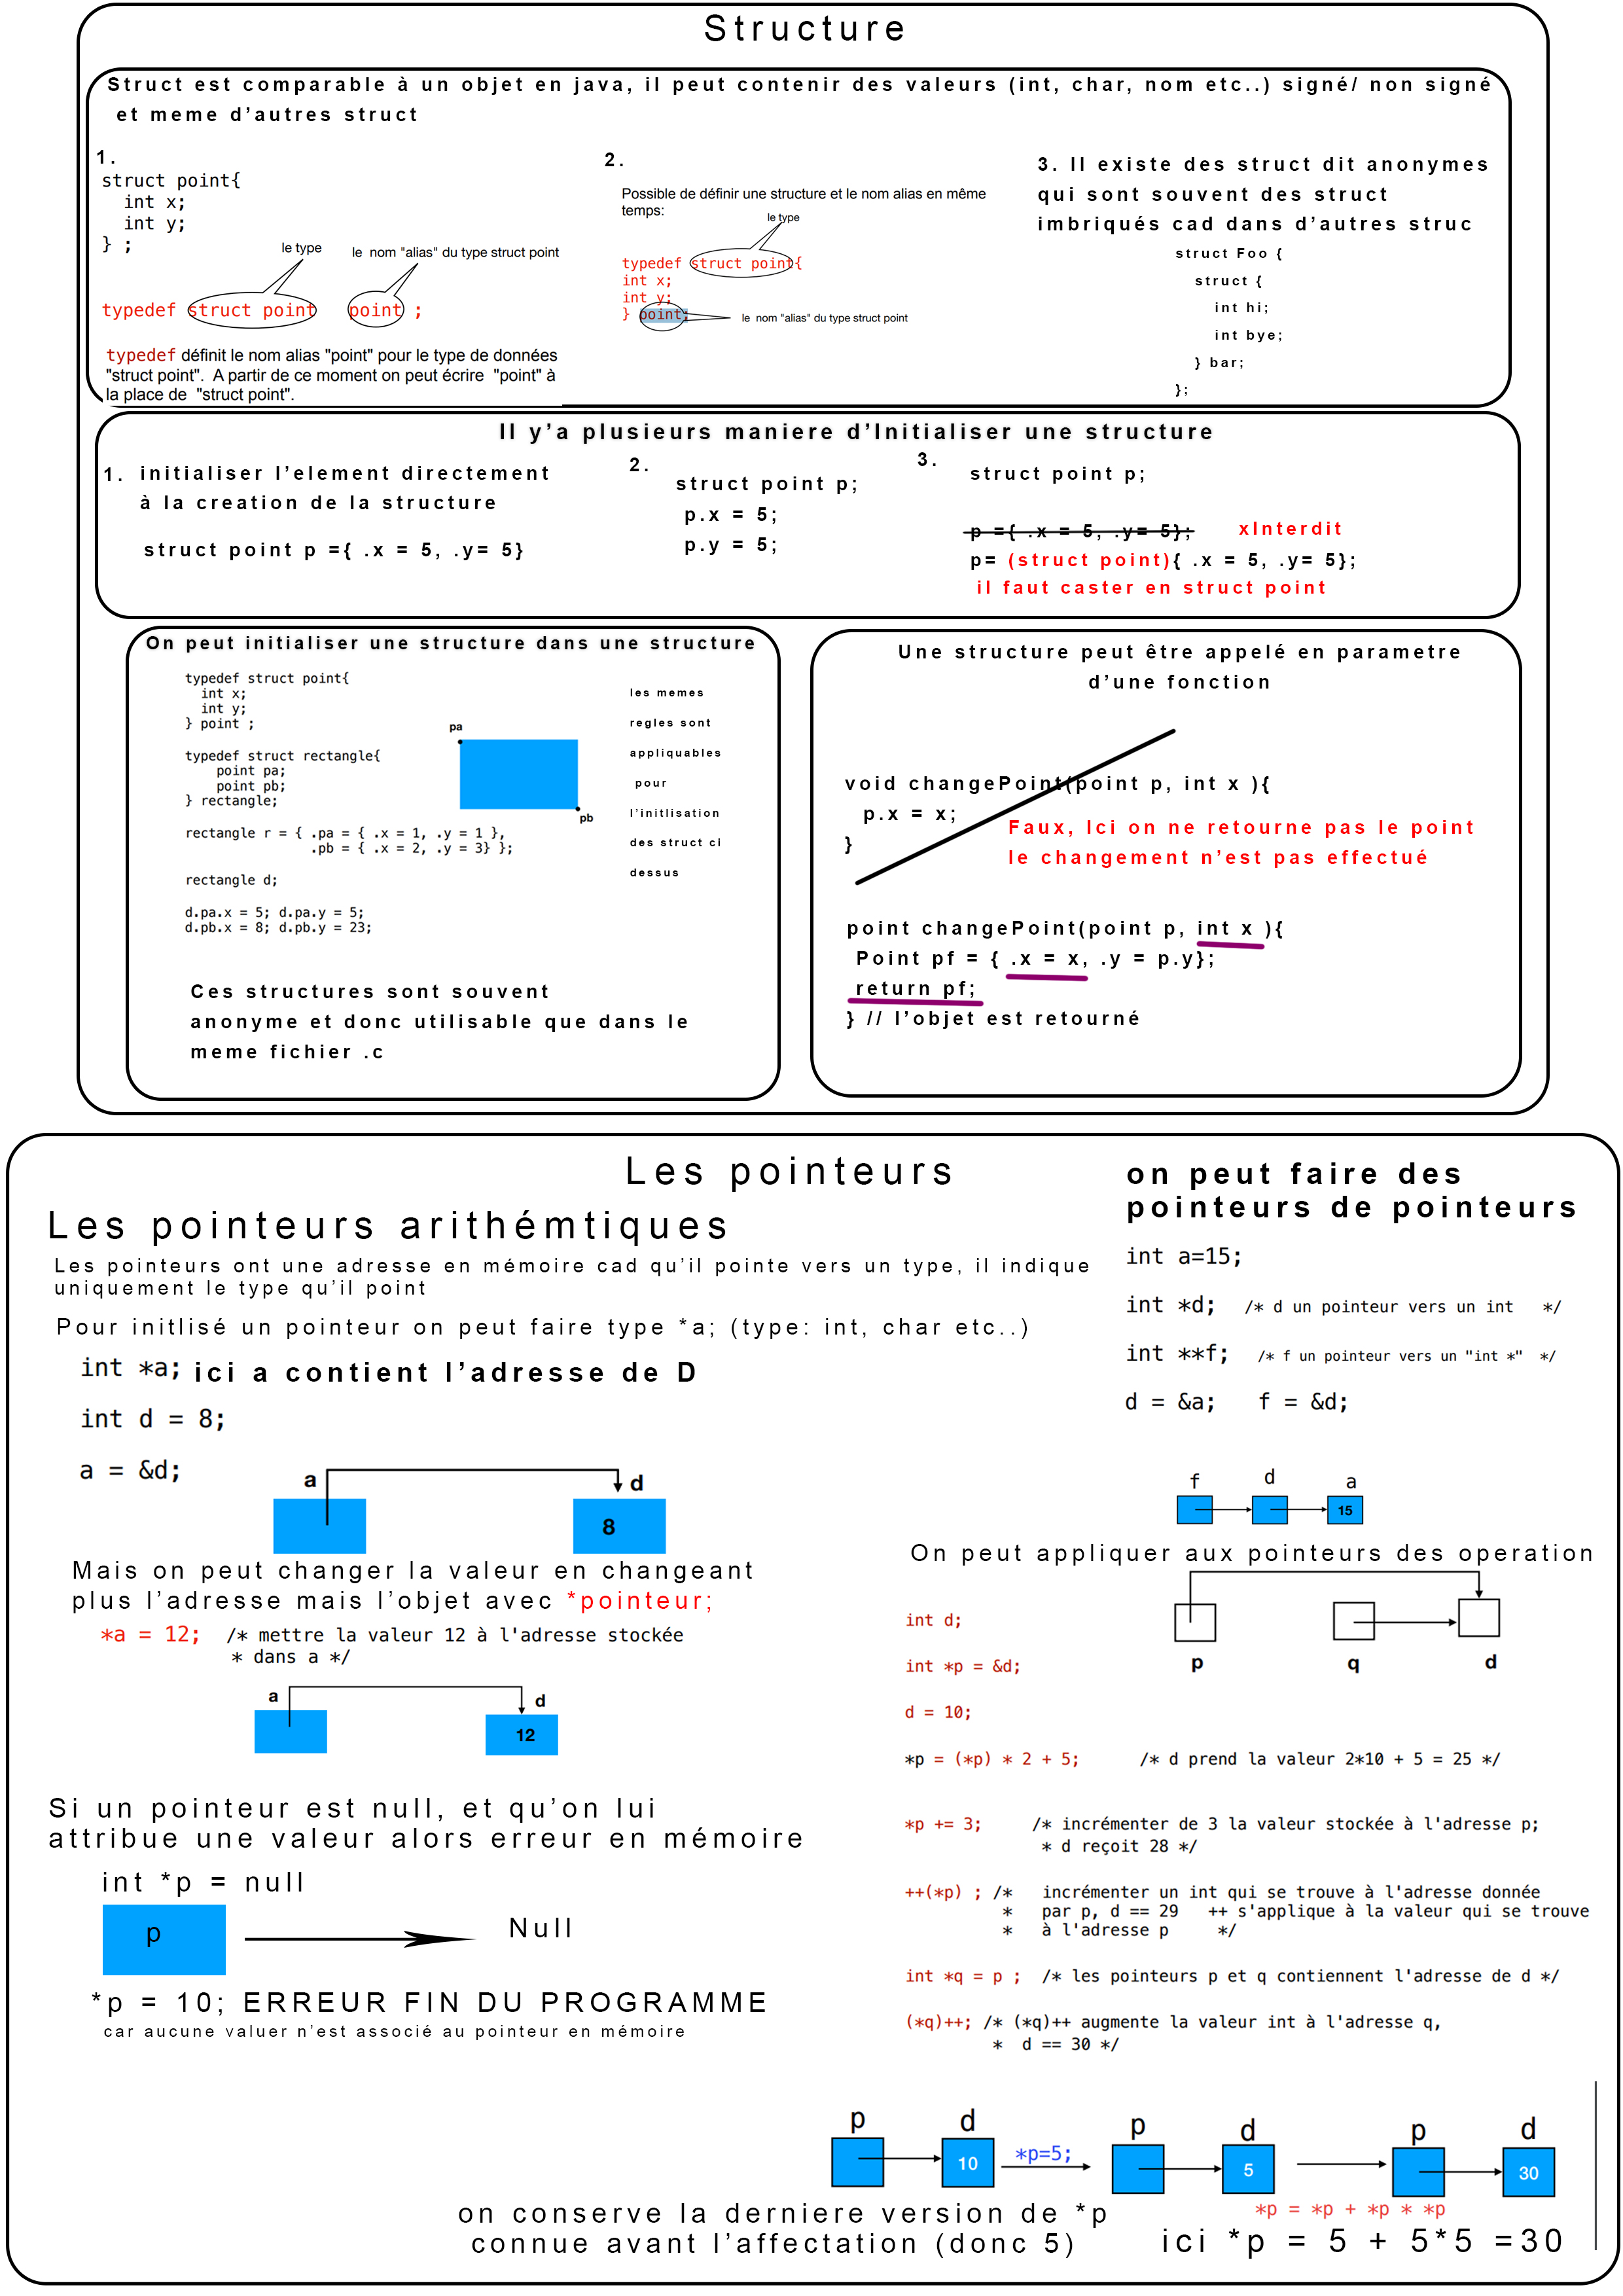 Structure
Struct est comparable à un objet en java, il peut contenir des valeurs (int, char, nom etc..) signé/ non signé
et meme d'autres struct
1.
struct point{
int x;
int y;
} ;
le type
le nom "alias" du type struct point
typedef struct point point ;
typedef définit le nom alias "point" pour le type de données
"struct point". A partir de ce moment on peut écrire "point" à
la place de "struct point".
2.
Possible de définir une structure et le nom alias en même
temps:
le type
typedef struct point{
int x;
int y;
} point;
le nom "alias" du type struct point
3. Il existe des struct dit anonymes
qui sont souvent des struct
imbriqués cad dans d'autres struc
struct Foo {
struct {
int hi;
int bye;
} bar;
};
Il y'a plusieurs maniere d'Initialiser une structure
1. initialiser l'element directement
à la creation de la structure
struct point p ={ .x = 5, .y= 5}
2.
struct point p;
p.x = 5;
p.y = 5;
3.
struct point p;
p ={ .x = 5, .y= 5}; xInterdit
p= (struct point){ .x = 5, .y= 5};
il faut caster en struct point
On peut initialiser une structure dans une structure
typedef struct point{
int x;
int y;
} point ;
typedef struct rectangle{
point pa;
point pb;
} rectangle;
rectangle r = { .pa = { .x = 1, .y = 1 },
.pb = { .x = 2, .y = 3} };
rectangle d;
d.pa.x = 5; d.pa.y = 5;
d.pb.x = 8; d.pb.y = 23;
pa
pb
les memes
regles sont
appliquables
pour
l'initlisation
des struct ci
dessus
Ces structures sont souvent
anonyme et donc utilisable que dans le
meme fichier .c
Une structure peut être appelé en parametre
d'une fonction
void changePoint(point p, int x ){
p.x = x;
}
Faux, Ici on ne retourne pas le point
le changement n'est pas effectué
point changePoint(point p, int x ){
Point pf = { .x = x, .y = p.y};
return pf;
} // l'objet est retourné
Les pointeurs
Les pointeurs arithémtiques
Les pointeurs ont une adresse en mémoire cad qu'il pointe vers un type, il indique
uniquement le type qu'il point
Pour initlisé un pointeur on peut faire type *a; (type: int, char etc..)
int *a; ici a contient l'adresse de D
int d = 8;
a = &d;
a
d
8
Mais on peut changer la valeur en changeant
plus l'adresse mais l'objet avec *pointeur;
*a = 12; /* mettre la valeur 12 à l'adresse stockée
* dans a */
a
d
12
Si un pointeur est null, et qu'on lui
attribue une valeur alors erreur en mémoire
int *p = null
p
Null
*p = 10; ERREUR FIN DU PROGRAMME
car aucune valuer n'est associé au pointeur en mémoire
on peut faire des
pointeurs de pointeurs
int a=15;
int *d; /* d un pointeur vers un int */
int **f; /* f un pointeur vers un "int *" */
d = &a; f = &d;
f d a
15
On peut appliquer aux pointeurs des operation
p q d
int d;
int *p = &d;
d = 10;
*p = (*p) * 2 + 5; /* d prend la valeur 2*10 + 5 = 25 */
*p += 3; /* incrémenter de 3 la valeur stockée à l'adresse p;
* d reçoit 28 */
++(*p) ; /* incrémenter un int qui se trouve à l'adresse donnée
* par p, d == 29 ++ s'applique à la valeur qui se trouve
* à l'adresse p */
int *q = p ; /* les pointeurs p et q contiennent l'adresse de d */
(*q)++; /* (*q)++ augmente la valeur int à l'adresse q,
* d == 30 */
p d p d p d
10 *p=5; 5 30
*p = *p + *p * *p
on conserve la derniere version de *p
connue avant l'affectation (donc 5)
ici *p = 5 + 5*5 =30